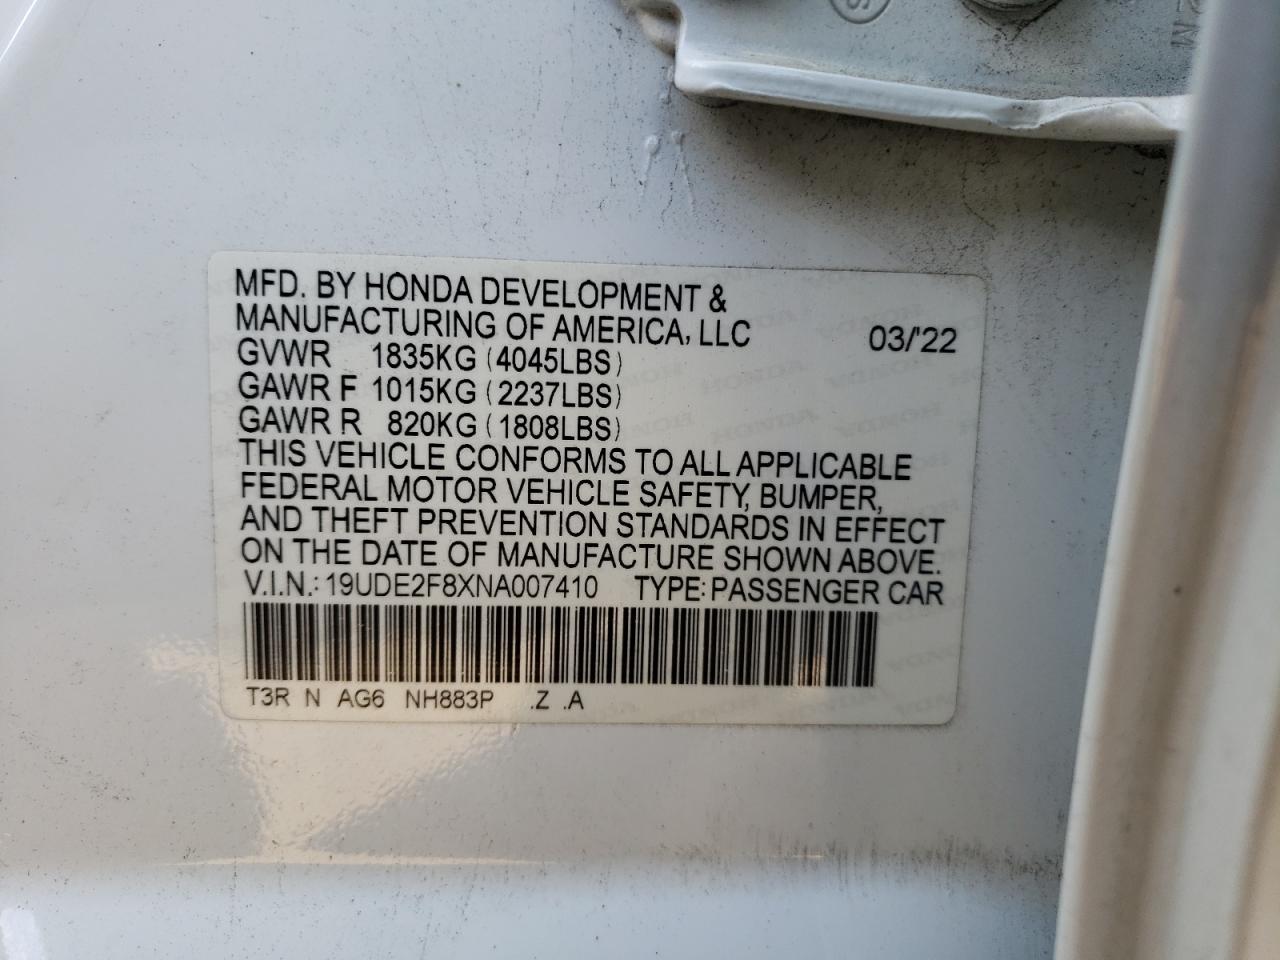 MFD. BY HONDA DEVELOPMENT &
MANUFACTURING OF AMERICA, LLC 03/'22
GVWR 1835KG (4045LBS)
GAWR F 1015KG (2237LBS)
GAWR R 820KG (1808LBS)
THIS VEHICLE CONFORMS TO ALL APPLICABLE
FEDERAL MOTOR VEHICLE SAFETY, BUMPER,
AND THEFT PREVENTION STANDARDS IN EFFECT
ON THE DATE OF MANUFACTURE SHOWN ABOVE.
V.I.N.: 19UDE2F8XNA007410 TYPE: PASSENGER CAR
T3R N AG6 NH883P .Z .A